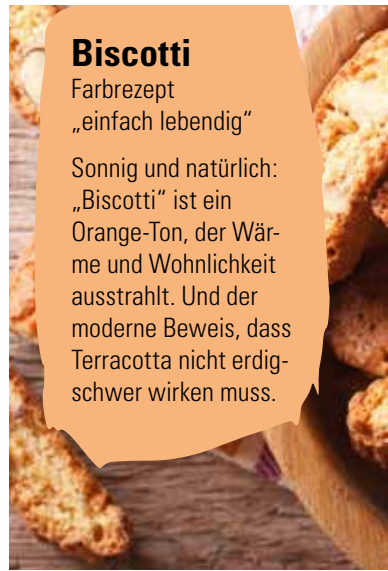 Biscotti
Farbrezept
„einfach lebendig“
Sonnig und natürlich:
„Biscotti“ ist ein
Orange-Ton, der Wär-
me und Wohnlichkeit
ausstrahlt. Und der
moderne Beweis, dass
Terracotta nicht erdig-
schwer wirken muss.